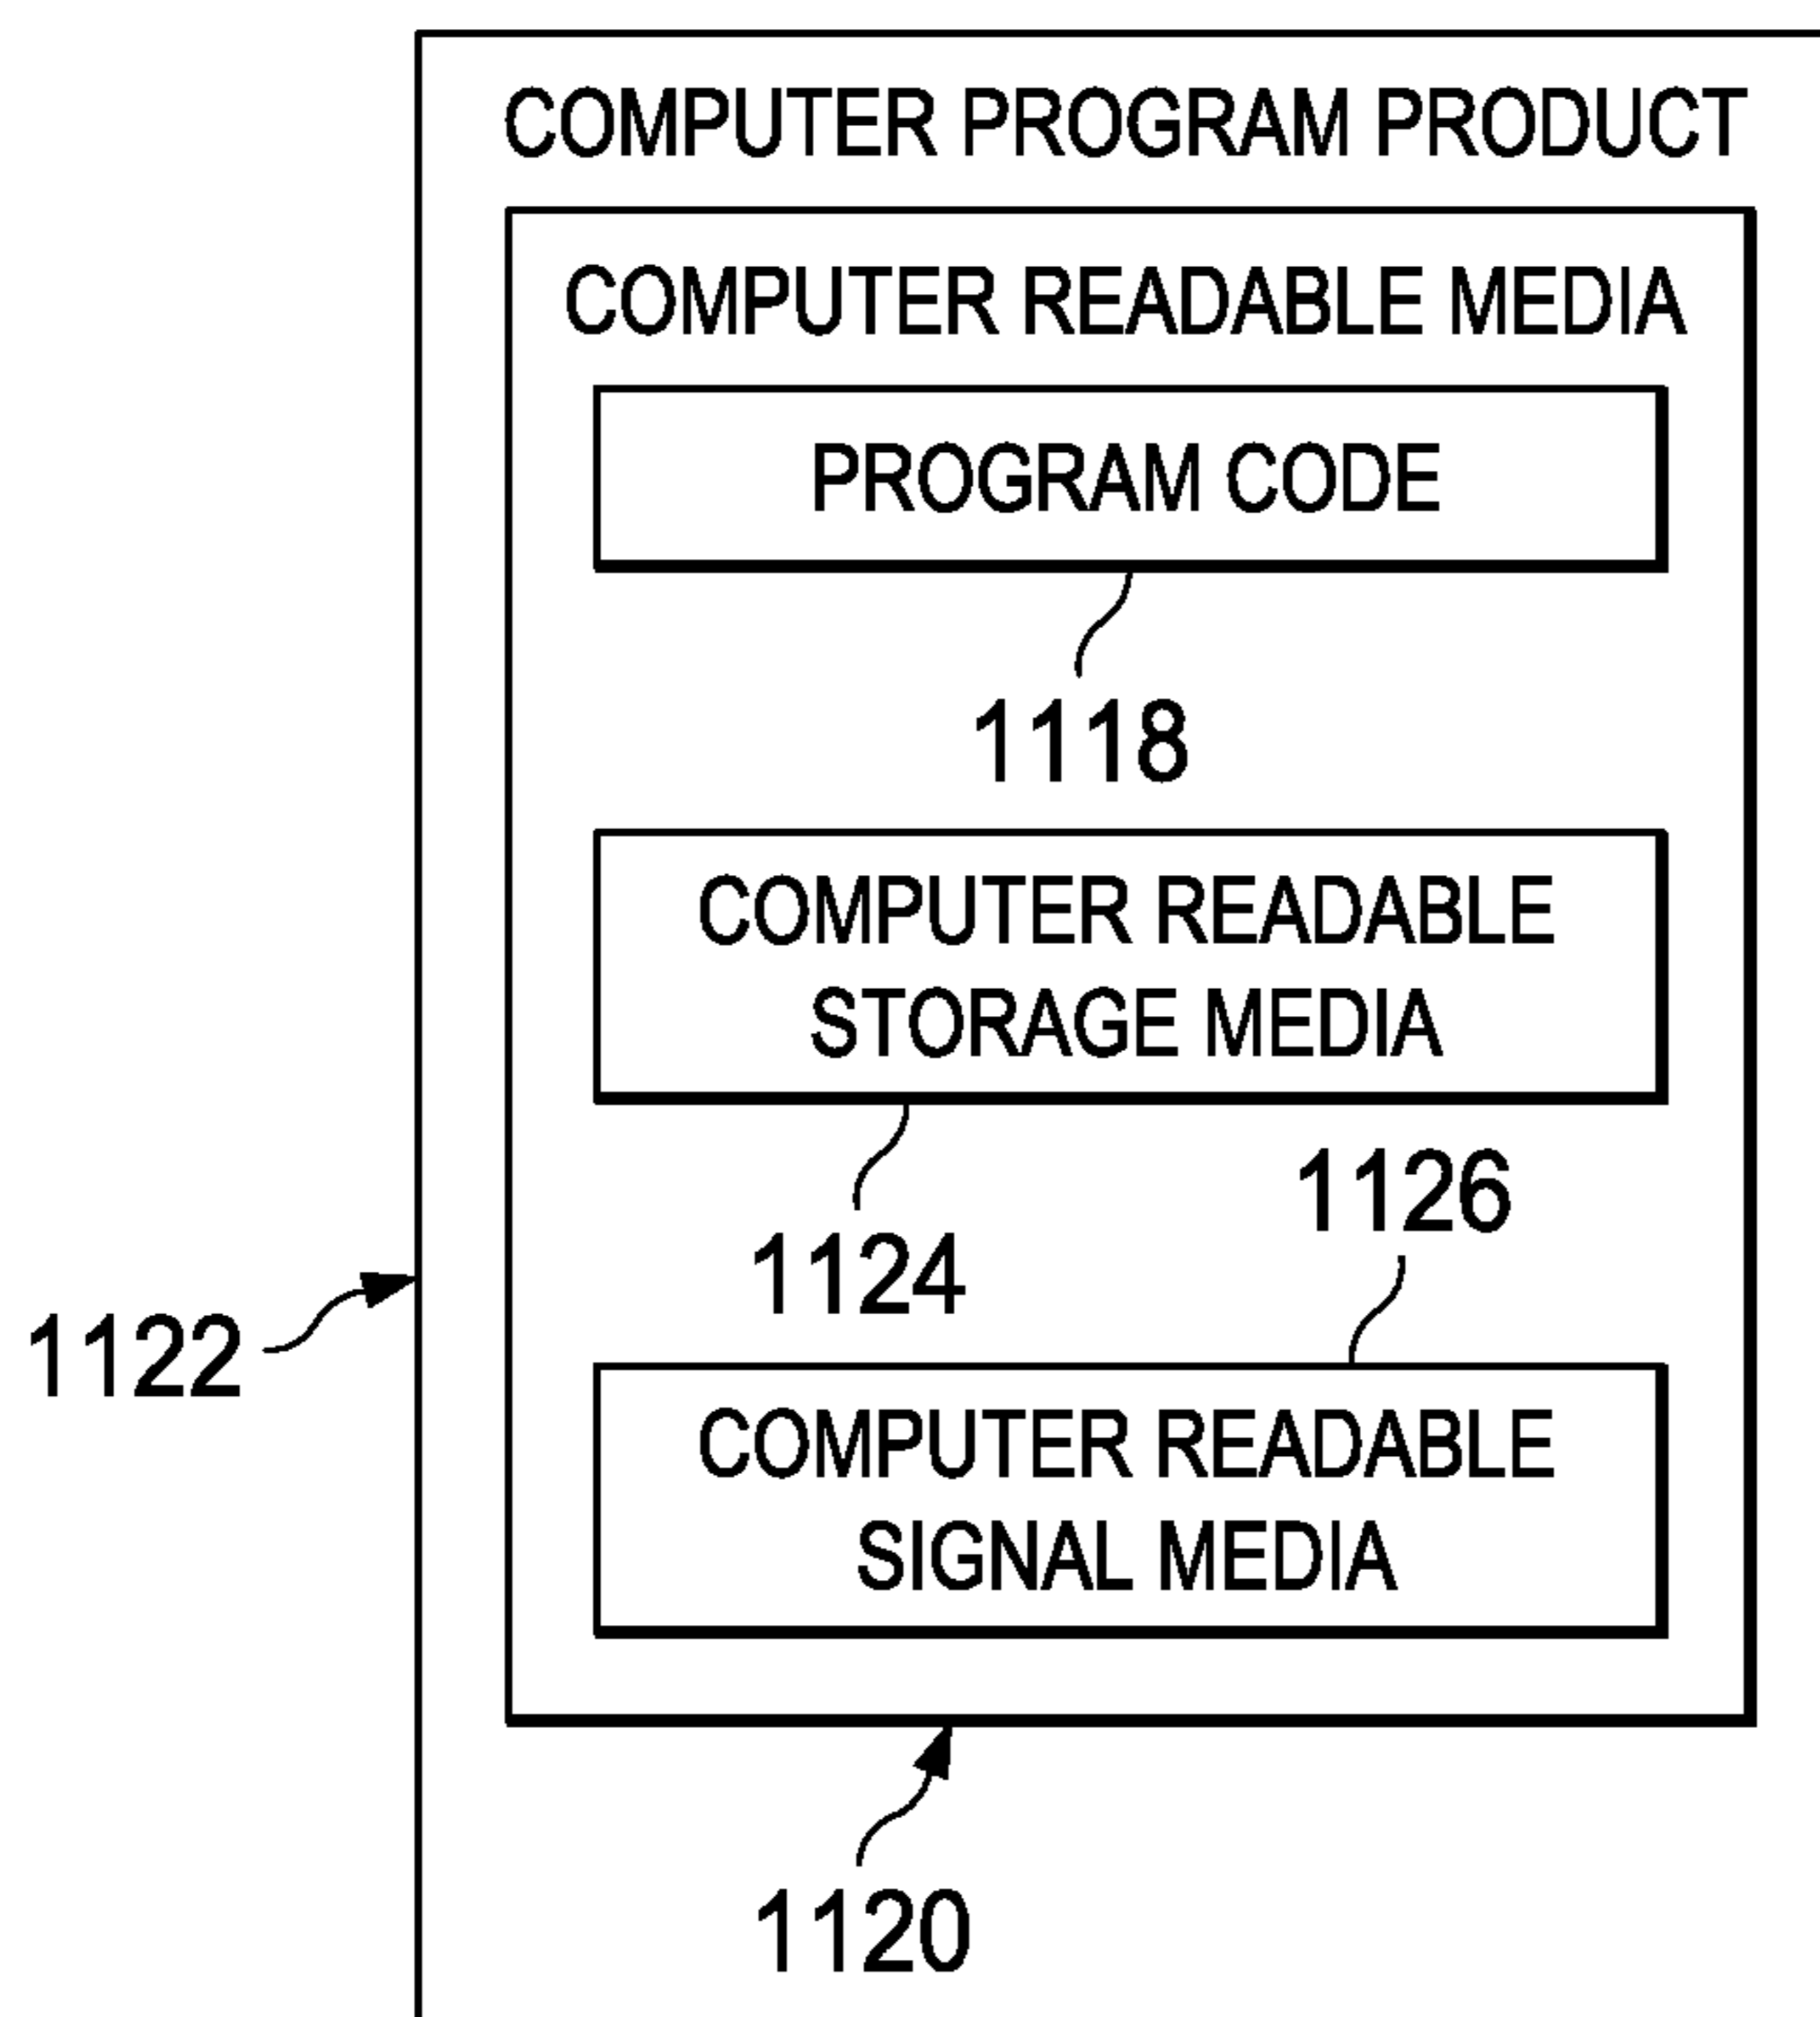 COMPUTER PROGRAM PRODUCT
COMPUTER READABLE MEDIA
PROGRAM CODE
1118
COMPUTER READABLE
STORAGE MEDIA
1126
1124
1122
COMPUTER READABLE
SIGNAL MEDIA
1120